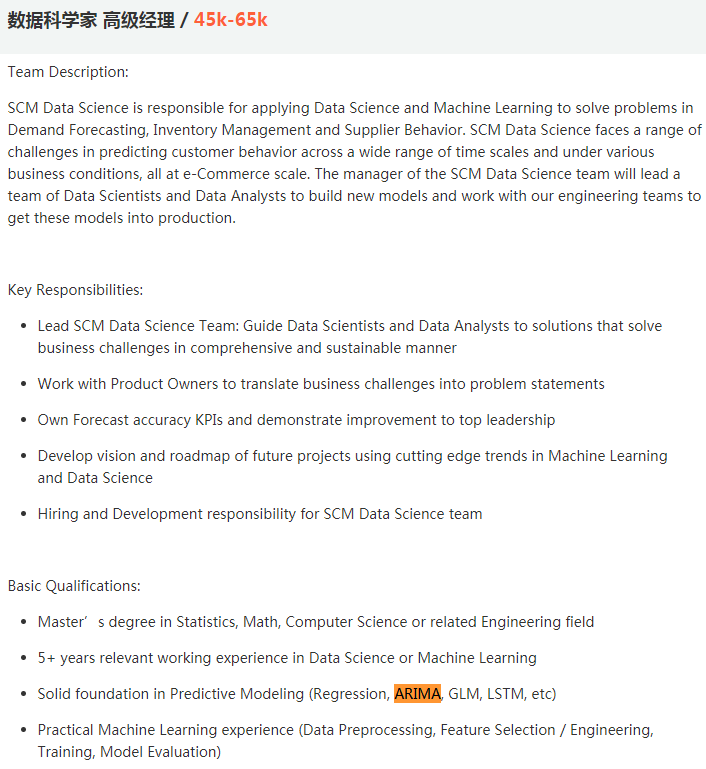 数据科学家 高级经理 / 45k-65k
Team Description:
SCM Data Science is responsible for applying Data Science and Machine Learning to solve problems in
Demand Forecasting, Inventory Management and Supplier Behavior. SCM Data Science faces a range of
challenges in predicting customer behavior across a wide range of time scales and under various
business conditions, all at e-Commerce scale. The manager of the SCM Data Science team will lead a
team of Data Scientists and Data Analysts to build new models and work with our engineering teams to
get these models into production.
Key Responsibilities:
• Lead SCM Data Science Team: Guide Data Scientists and Data Analysts to solutions that solve
business challenges in comprehensive and sustainable manner
• Work with Product Owners to translate business challenges into problem statements
• Own Forecast accuracy KPIs and demonstrate improvement to top leadership
• Develop vision and roadmap of future projects using cutting edge trends in Machine Learning
and Data Science
• Hiring and Development responsibility for SCM Data Science team
Basic Qualifications:
• Master’s degree in Statistics, Math, Computer Science or related Engineering field
• 5+ years relevant working experience in Data Science or Machine Learning
• Solid foundation in Predictive Modeling (Regression, ARIMA, GLM, LSTM, etc)
• Practical Machine Learning experience (Data Preprocessing, Feature Selection / Engineering,
Training, Model Evaluation)